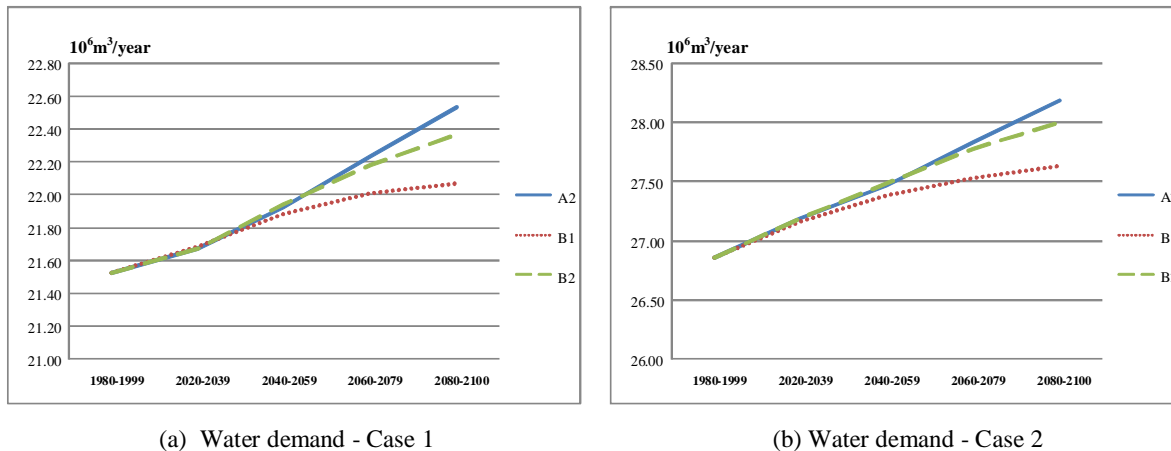 10⁶m³/year
22.80
22.60
22.40
22.20
22.00
21.80
21.60
21.40
21.20
21.00
1980-1999 2020-2039 2040-2059 2060-2079 2080-2100
A2
B1
B2
(a) Water demand - Case 1
10⁶m³/year
28.50
28.00
27.50
27.00
26.50
26.00
1980-1999 2020-2039 2040-2059 2060-2079 2080-2100
A
B
B
(b) Water demand - Case 2